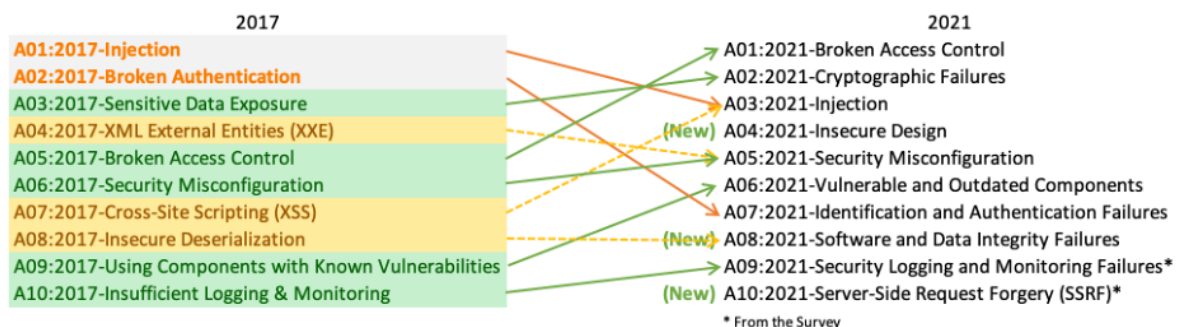 2017
A01:2017-Injection
A02:2017-Broken Authentication
A03:2017-Sensitive Data Exposure
A04:2017-XML External Entities (XXE)
A05:2017-Broken Access Control
A06:2017-Security Misconfiguration
A07:2017-Cross-Site Scripting (XSS)
A08:2017-Insecure Deserialization
A09:2017-Using Components with Known Vulnerabilities
A10:2017-Insufficient Logging & Monitoring
2021
A01:2021-Broken Access Control
A02:2021-Cryptographic Failures
A03:2021-Injection
(New) A04:2021-Insecure Design
A05:2021-Security Misconfiguration
A06:2021-Vulnerable and Outdated Components
A07:2021-Identification and Authentication Failures
(New) A08:2021-Software and Data Integrity Failures
A09:2021-Security Logging and Monitoring Failures*
(New) A10:2021-Server-Side Request Forgery (SSRF)*
* From the Survey